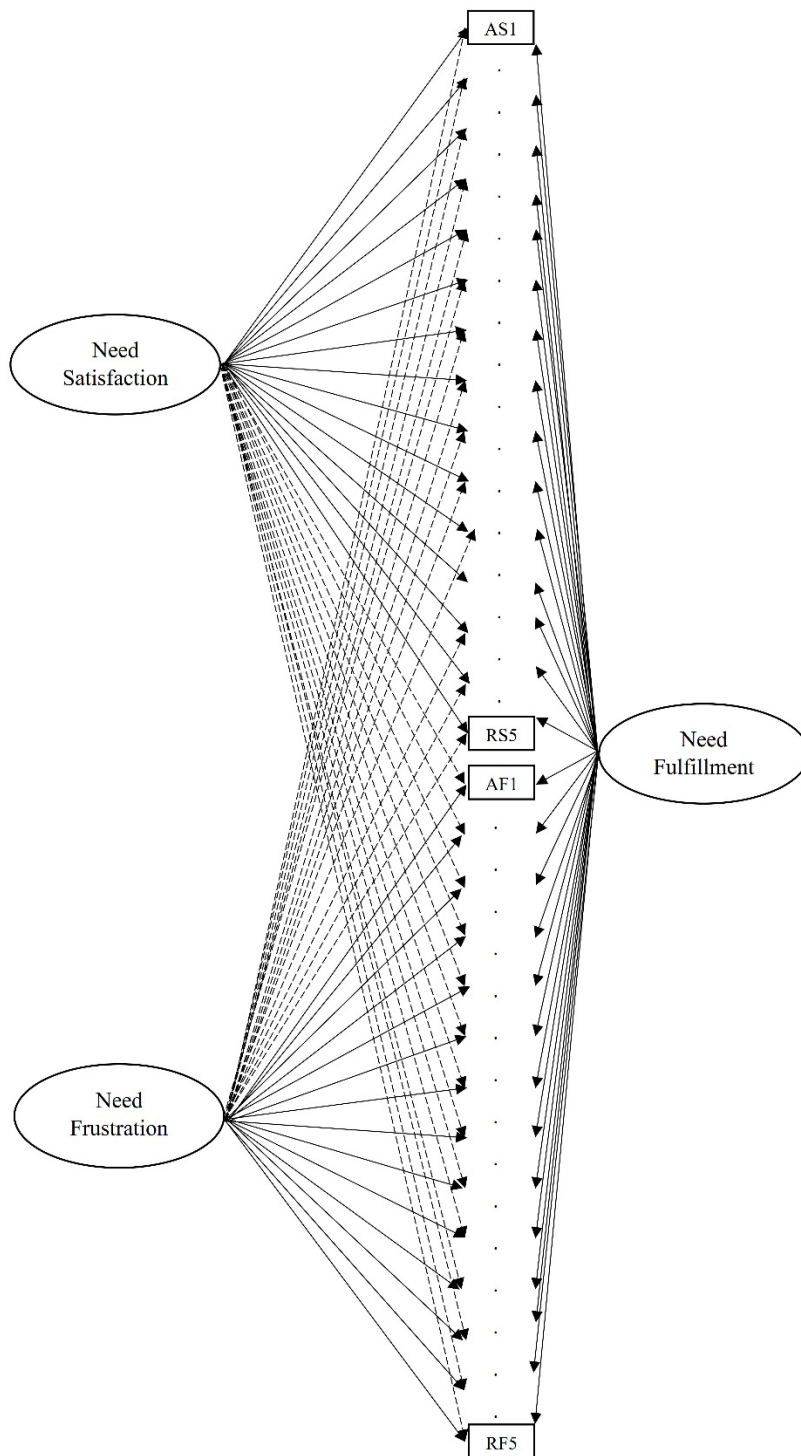 AS1
Need
Satisfaction
RS5
Need
Fulfillment
AF1
Need
Frustration
RF5